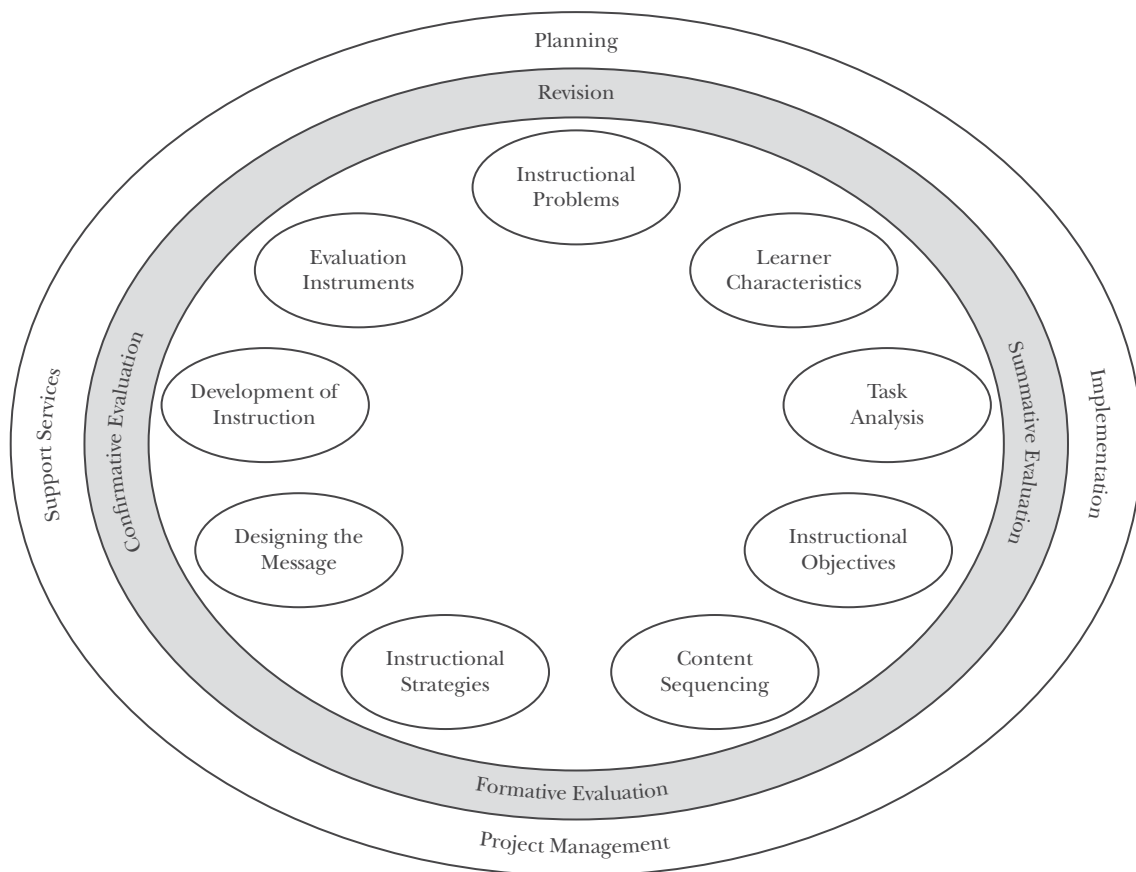 Planning
Revision
Instructional
Problems
Evaluation
Instruments
Learner
Characteristics
Development of
Instruction
Task
Analysis
Support Services
Confirmative Evaluation
Summative Evaluation
Implementation
Designing the
Message
Instructional
Objectives
Instructional
Strategies
Content
Sequencing
Formative Evaluation
Project Management